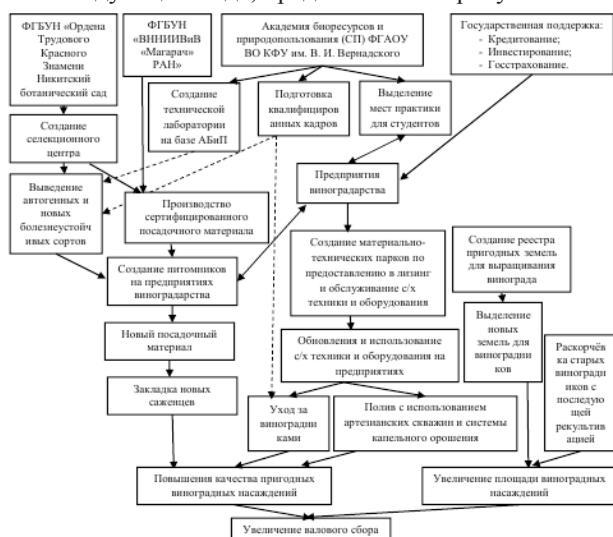 ФГБУН «Ордена
Трудового
Красного
Знамени
Никитский
ботанический сад
ФГБУН
«ВННИИВиВ
«Магарач»
РАН»
Академия биоресурсов и
природопользования (СП) ФГАОУ
ВО КФУ им. В. И. Вернадского
Государственная поддержка:
- Кредитование;
- Инвестирование;
- Госстрахование.
Создание
технической
лаборатории
на базе АБиП
Подготовка
квалифициров
анных кадров
Выделение
мест практики
для студентов
Создание
селекционного
центра
Предприятия
виноградарства
Выведение
автогенных и
новых
болезнеустойч
ивых сортов
Производство
сертифицированного
посадочного материала
Создание материально-
технических парков по
предоставлению в лизинг
и обслуживание с/х
техники и оборудования
Создание реестра
пригодных земель
для выращивания
винограда
Создание питомников
на предприятиях
виноградарства
Выделение
новых
земель для
виноградни
ков
Раскорчёв
ка старых
виноградн
иков с
последую
щей
рекультив
ацией
Новый посадочный
материал
Обновления и использование
с/х техники и оборудования на
предприятиях
Закладка новых
саженцев
Уход за
виноградни
ками
Полив с использованием
артезианских скважин и системы
капельного орошения
Повышения качества пригодных
виноградных насаждений
Увеличение площади виноградных
насаждений
Увеличение валового сбора